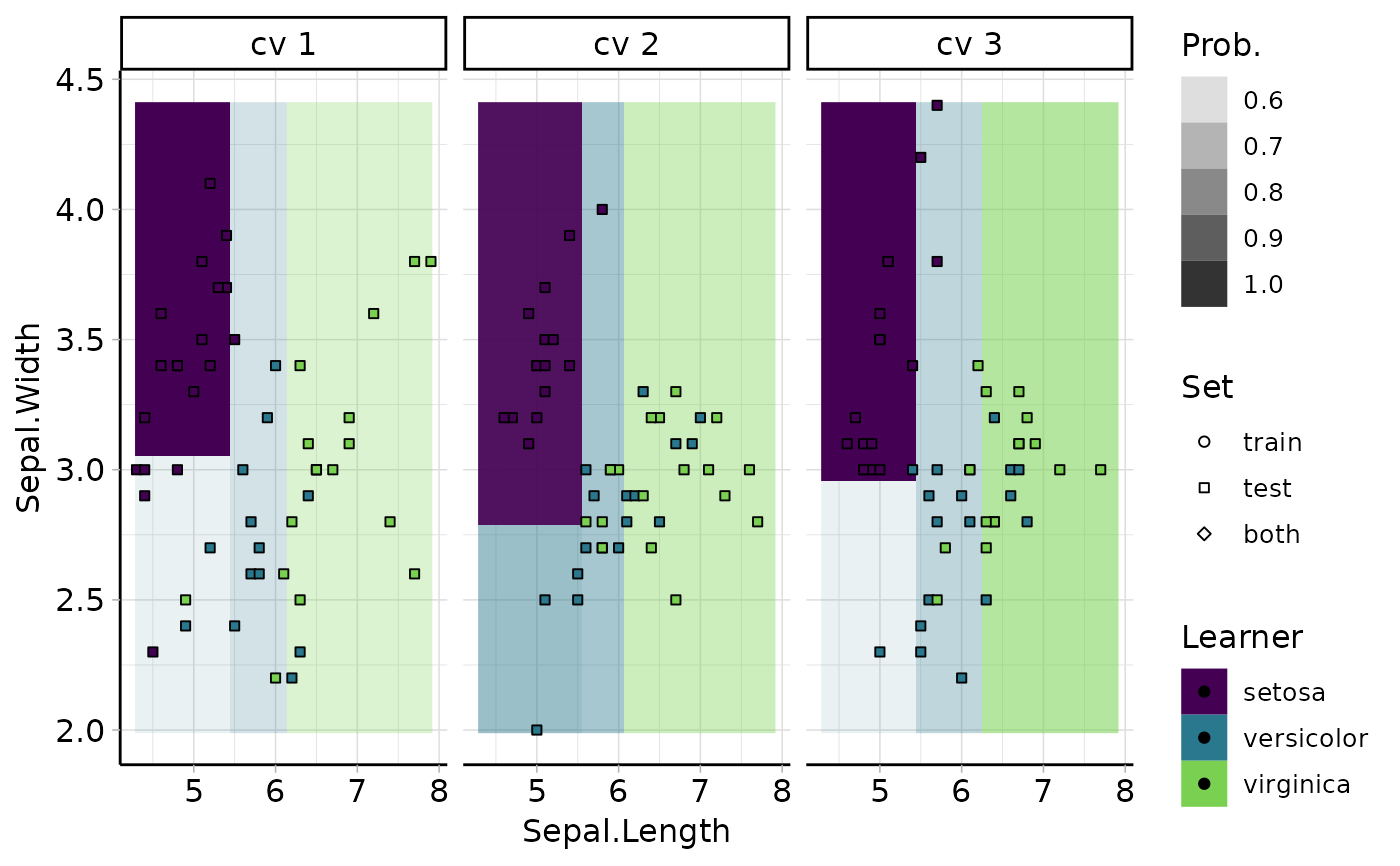 cv 1
cv 2
cv 3
4.5
4.0
3.5
3.0
2.5
2.0
Sepal.Width
5 6 7 8
5 6 7 8
5 6 7 8
Sepal.Length
Prob.
0.6
0.7
0.8
0.9
1.0
Set
train
test
both
Learner
setosa
versicolor
virginica